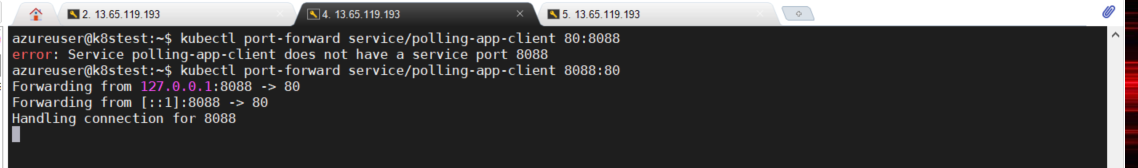 2. 13.65.119.193
4. 13.65.119.193
5. 13.65.119.193
azureuser@k8stest:~$ kubectl port-forward service/polling-app-client 80:8088
error: Service polling-app-client does not have a service port 8088
azureuser@k8stest:~$ kubectl port-forward service/polling-app-client 8088:80
Forwarding from 127.0.0.1:8088 -> 80
Forwarding from [::1]:8088 -> 80
Handling connection for 8088